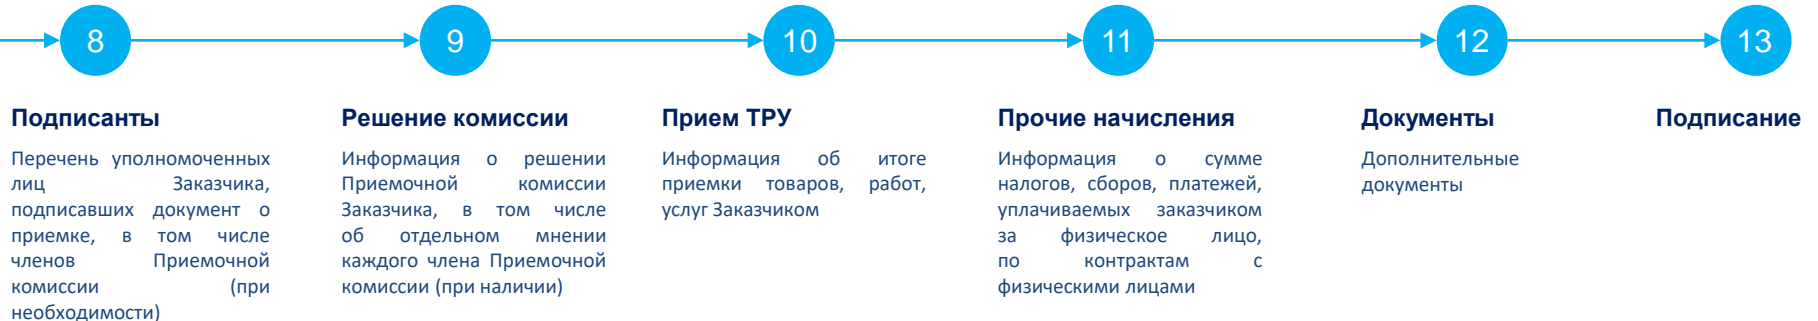 8
9
10
11
12
13
Подписанты
Перечень уполномоченных
лиц Заказчика,
подписавших документ о
приемке, в том числе
членов Приемочной
комиссии (при
необходимости)
Решение комиссии
Информация о решении
Приемочной комиссии
Заказчика, в том числе
об отдельном мнении
каждого члена Приемочной
комиссии (при наличии)
Прием ТРУ
Информация об итоге
приемки товаров, работ,
услуг Заказчиком
Прочие начисления
Информация о сумме
налогов, сборов, платежей,
уплачиваемых заказчиком
за физическое лицо,
по контрактам с
физическими лицами
Документы
Дополнительные
документы
Подписание